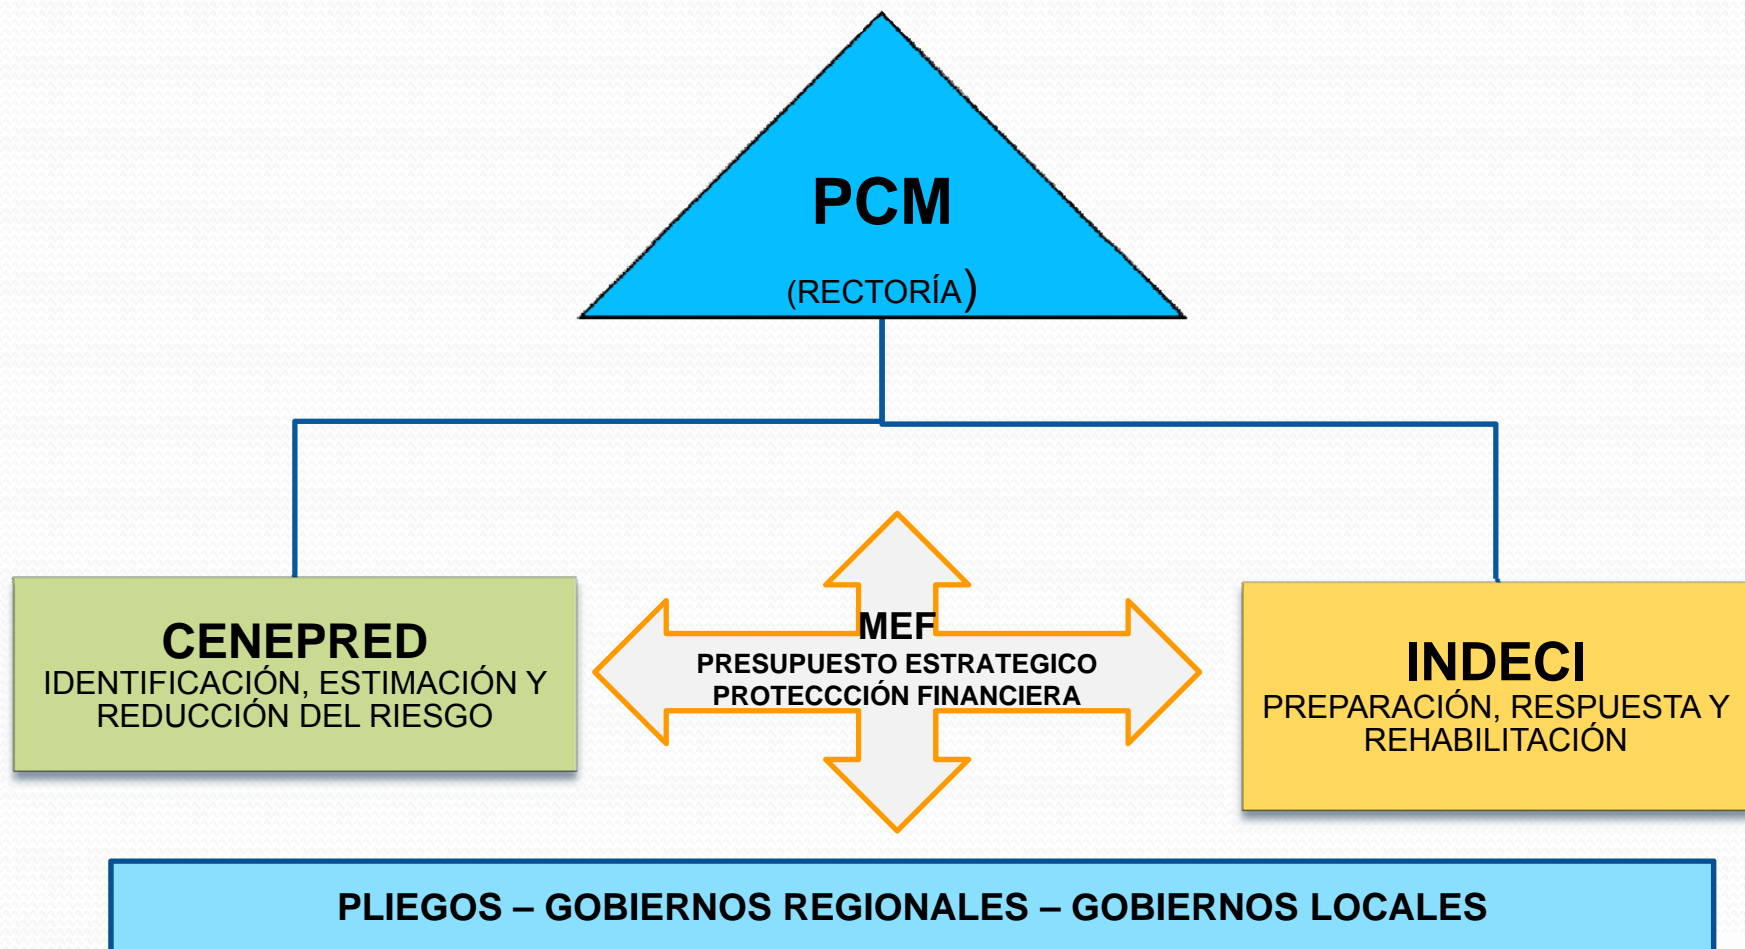 PCM
(RECTORÍA)
CENEPRED
IDENTIFICACIÓN, ESTIMACIÓN Y
REDUCCIÓN DEL RIESGO
MEF
PRESUPUESTO ESTRATEGICO
PROTECCCIÓN FINANCIERA
INDECI
PREPARACIÓN, RESPUESTA Y
REHABILITACIÓN
PLIEGOS – GOBIERNOS REGIONALES – GOBIERNOS LOCALES